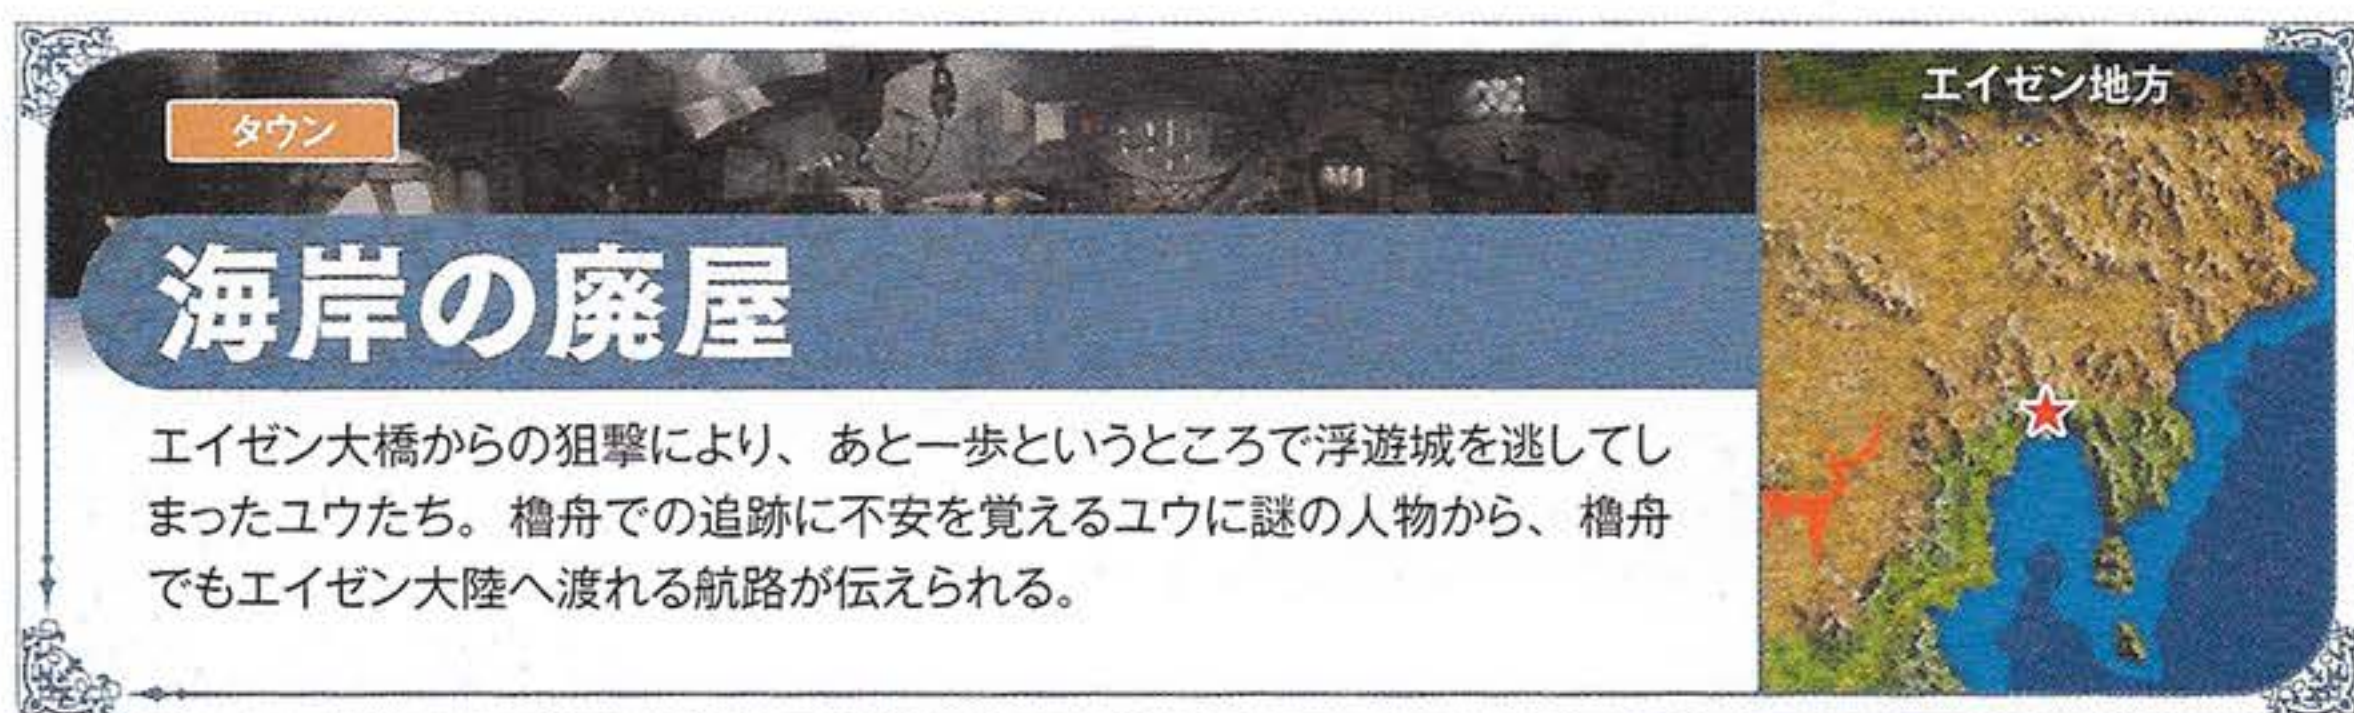 タウン
エイゼン地方
海岸の廃屋
エイゼン大橋からの狙撃により、あと一歩というところで浮遊城を逃してし
まったユウたち。櫓舟での追跡に不安を覚えるユウに謎の人物から、櫓舟
でもエイゼン大陸へ渡れる航路が伝えられる。